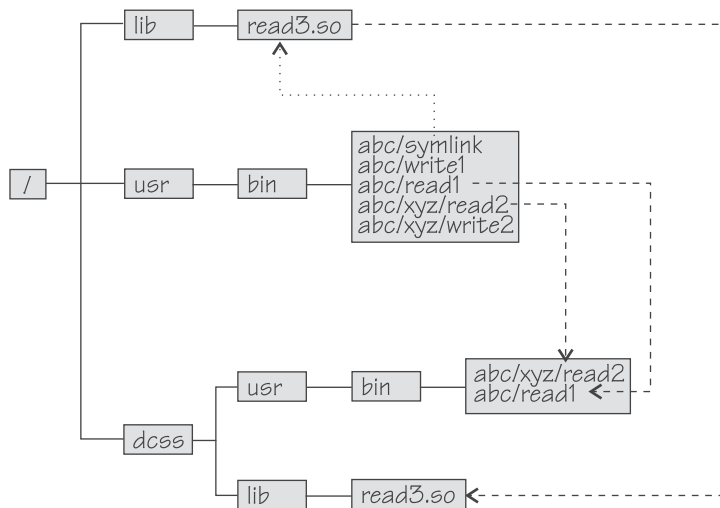 lib
read3.so
/
usr
bin
abc/symlink
abc/write1
abc/read1
abc/xyz/read2
abc/xyz/write2
usr
bin
abc/xyz/read2
abc/read1
dcss
lib
read3.so